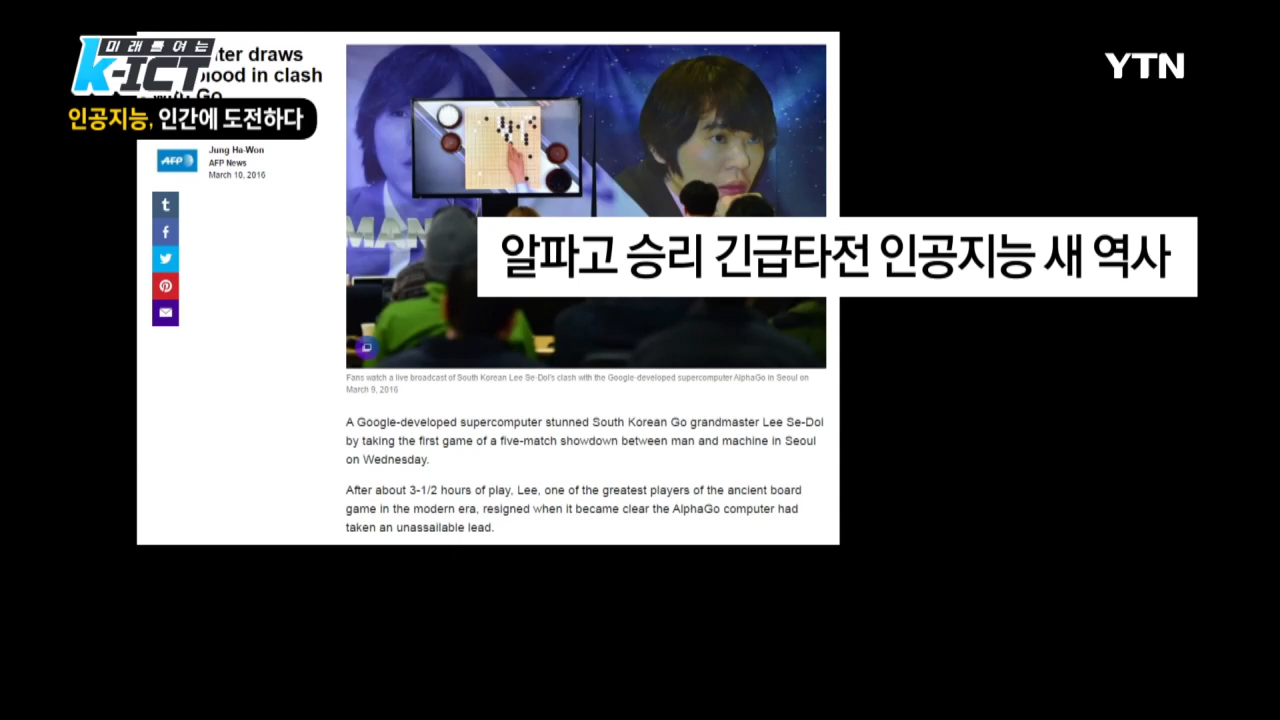 미래를 여는
K-ICT
인공지능, 인간에 도전하다
YTN
ter draws
blood in clash
Go
AFP
Jung Ha-Won
AFP News
March 10, 2016
MAN
알파고 승리 긴급타전 인공지능 새 역사
Fans watch a live broadcast of South Korean Lee Se-Dol's clash with the Google-developed supercomputer AlphaGo in Seoul on
March 9, 2016
A Google-developed supercomputer stunned South Korean Go grandmaster Lee Se-Dol
by taking the first game of a five-match showdown between man and machine in Seoul
on Wednesday.
After about 3-1/2 hours of play, Lee, one of the greatest players of the ancient board
game in the modern era, resigned when it became clear the AlphaGo computer had
taken an unassailable lead.